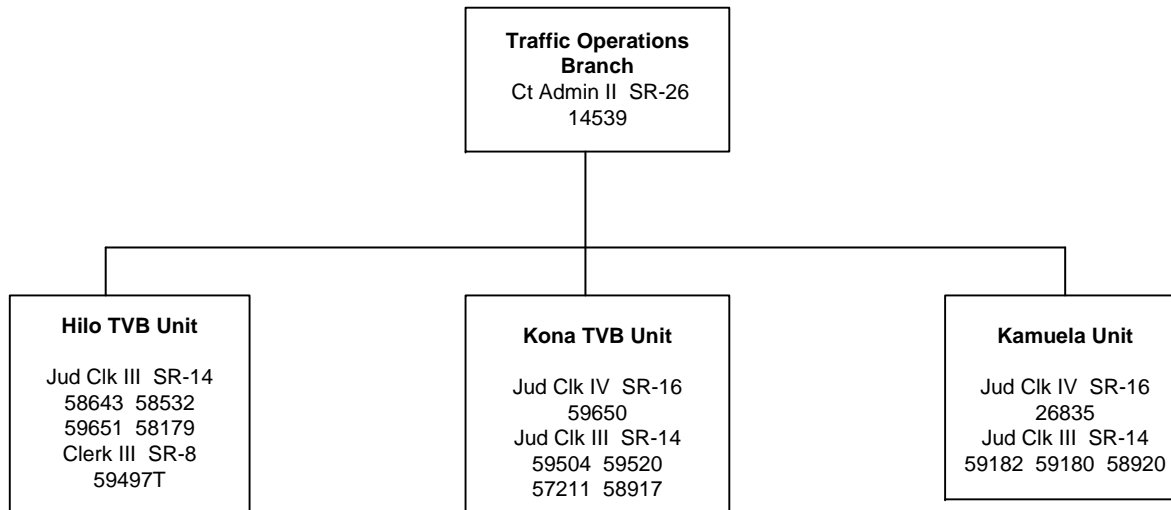 Traffic Operations
Branch
Ct Admin II  SR-26
14539
Hilo TVB Unit
Jud Clk III  SR-14
58643  58532
59651  58179
Clerk III  SR-8
59497T
Kona TVB Unit
Jud Clk IV  SR-16
59650
Jud Clk III  SR-14
59504  59520
57211  58917
Kamuela Unit
Jud Clk IV  SR-16
26835
Jud Clk III  SR-14
59182  59180  58920